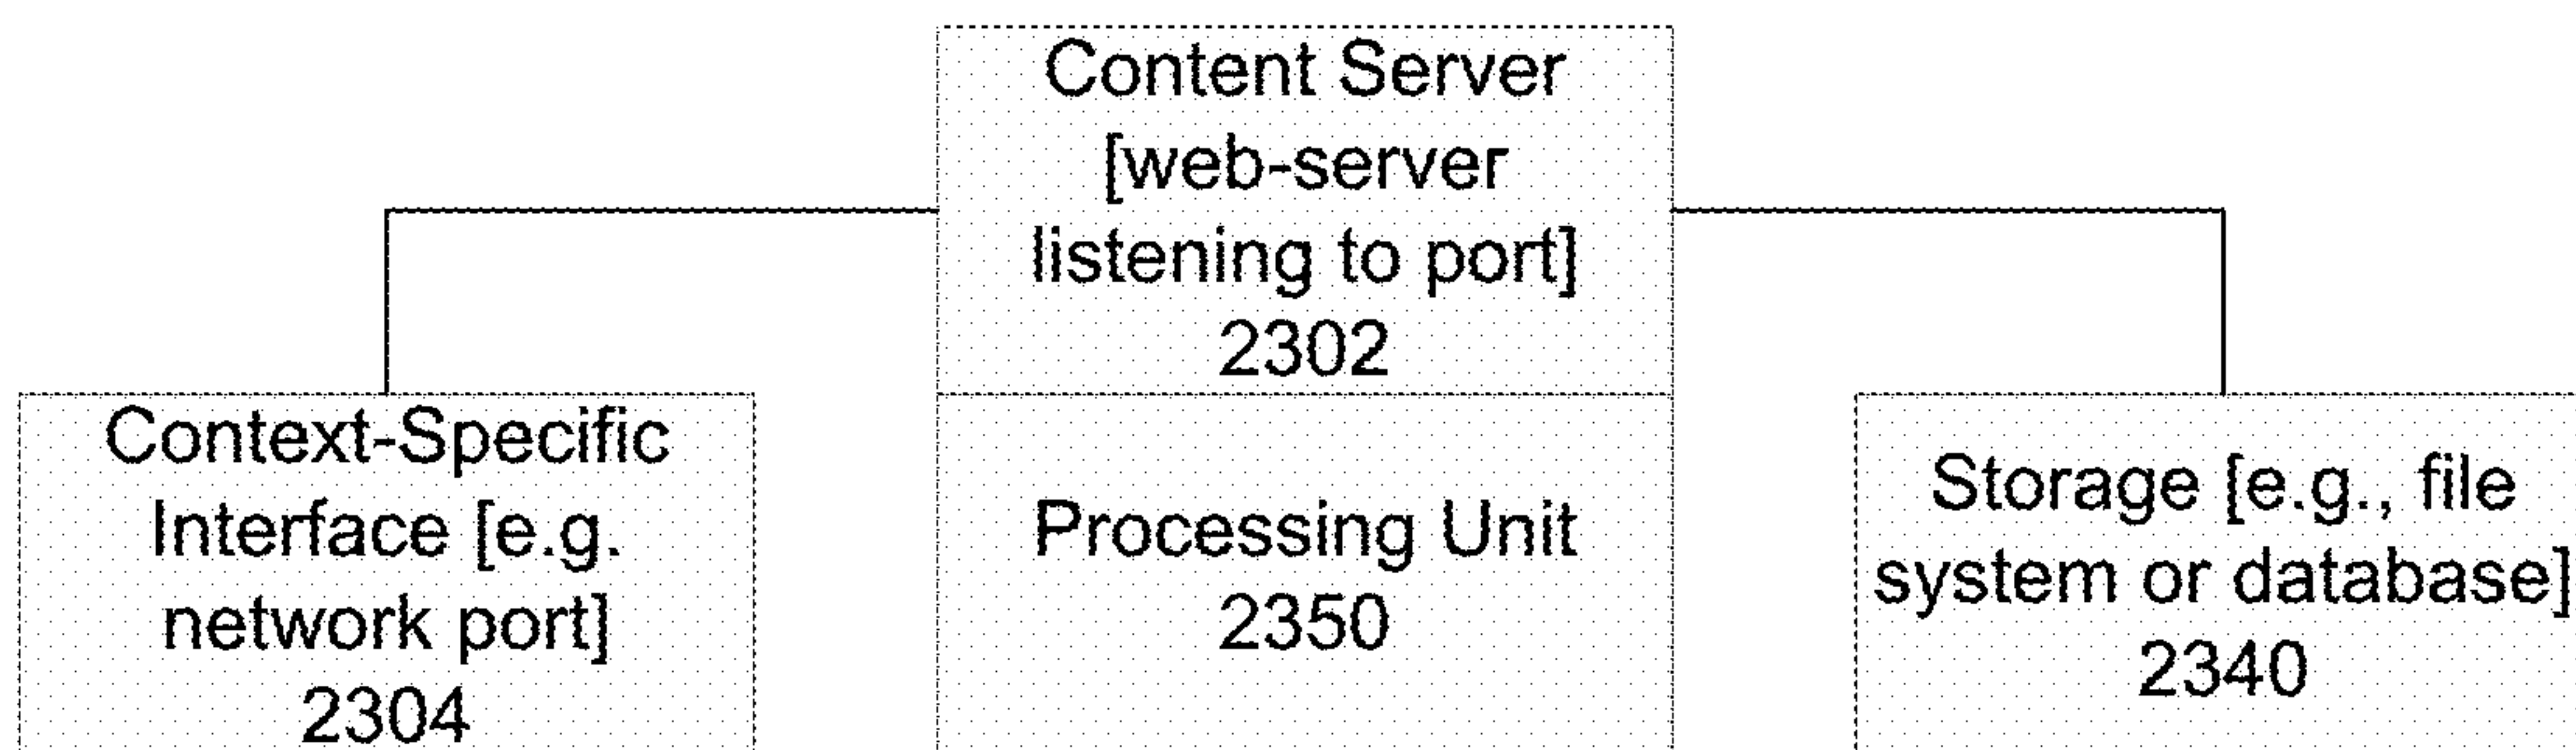 Content Server
[web-server
listening to port]
2302
Context-Specific
Interface [e.g.
network port]
2304
Processing Unit
2350
Storage [e.g., file
system or database]
2340